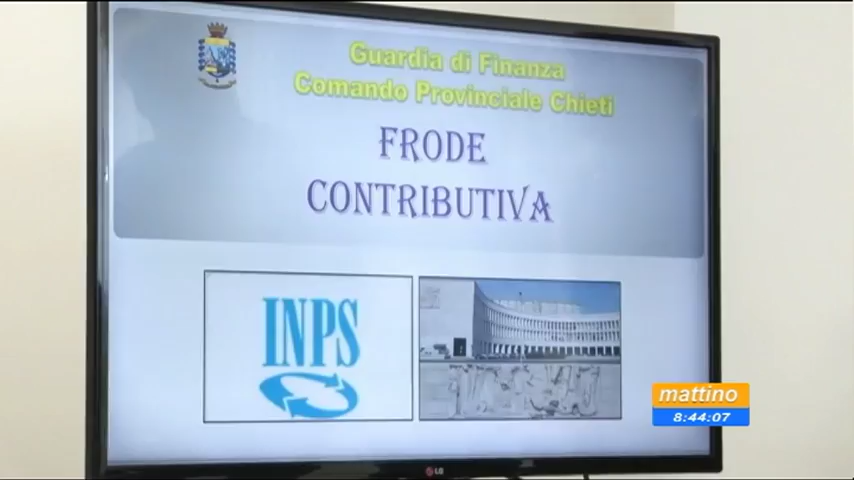 Guardia di Finanza
Comando Provinciale Chieti
FRODE
CONTRIBUTIVA
INPS
mattino
8:44:07
LG